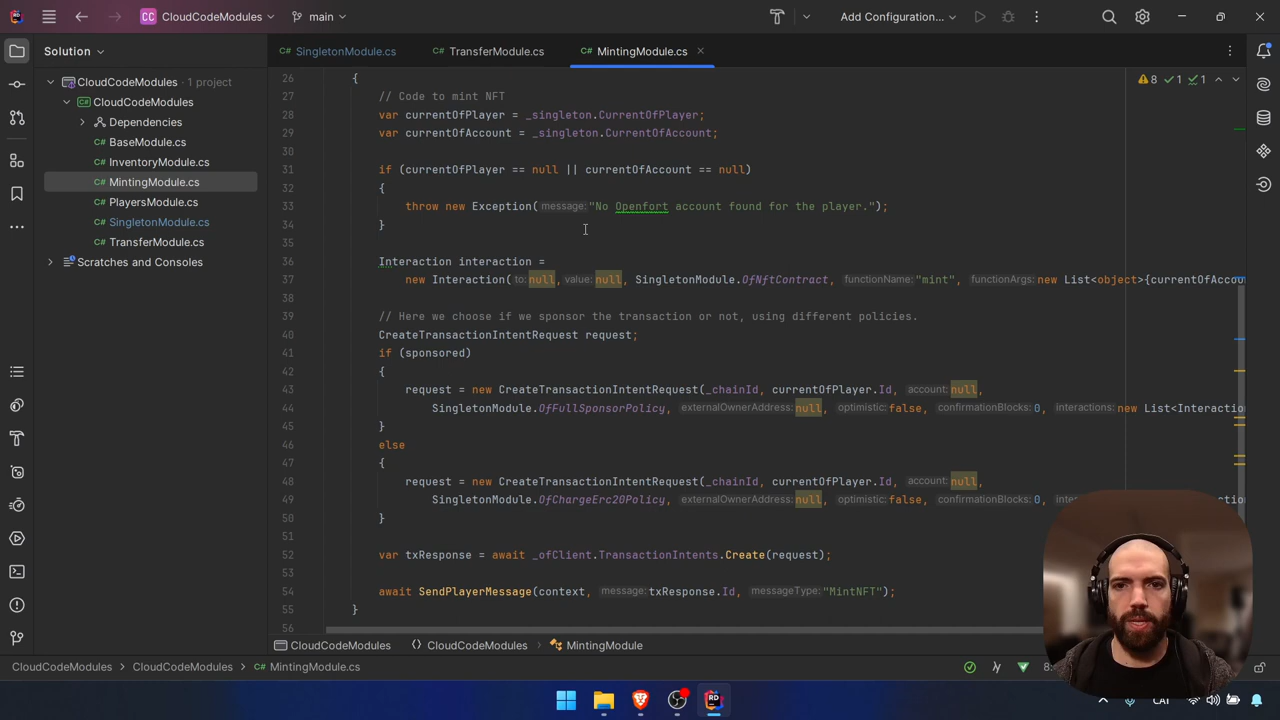 CC CloudCodeModules main Add Configuration...
Solution
SingletonModule.cs TransferModule.cs MintingModule.cs
CloudCodeModules · 1 project
CloudCodeModules
Dependencies
C# BaseModule.cs
C# InventoryModule.cs
C# MintingModule.cs
C# PlayersModule.cs
C# SingletonModule.cs
C# TransferModule.cs
Scratches and Consoles
8 1 1
26 {
27 // Code to mint NFT
28 var currentOfPlayer = _singleton.CurrentOfPlayer;
29 var currentOfAccount = _singleton.CurrentOfAccount;
30
31 if (currentOfPlayer == null || currentOfAccount == null)
32 {
33 throw new Exception( message: "No Openfort account found for the player.");
34 }
35
36 Interaction interaction =
37 new Interaction( to: null, value: null, SingletonModule.OfNftContract, functionName: "mint", functionArgs: new List<object>{currentOfAccou
38
39 // Here we choose if we sponsor the transaction or not, using different policies.
40 CreateTransactionIntentRequest request;
41 if (sponsored)
42 {
43 request = new CreateTransactionIntentRequest(_chainId, currentOfPlayer.Id, account: null,
44 SingletonModule.OfFullSponsorPolicy, externalOwnerAddress: null, optimistic: false, confirmationBlocks: 0, interactions: new List<Interactio
45 }
46 else
47 {
48 request = new CreateTransactionIntentRequest(_chainId, currentOfPlayer.Id, account: null,
49 SingletonModule.OfChargeErc20Policy, externalOwnerAddress: null, optimistic: false, confirmationBlocks: 0,
50 }
51
52 var txResponse = await _ofClient.TransactionIntents.Create(request);
53
54 await SendPlayerMessage(context, message: txResponse.Id, messageType: "MintNFT");
55 }
56
CloudCodeModules CloudCodeModules MintingModule
CloudCodeModules CloudCodeModules C# MintingModule.cs
CAT